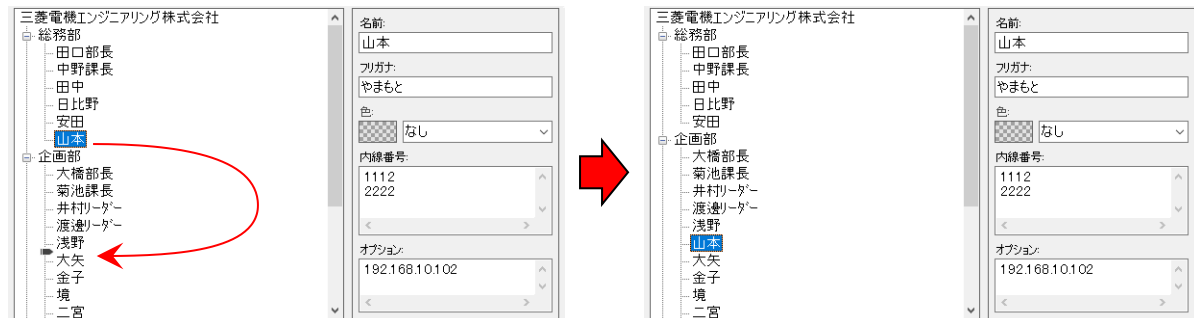 三菱電機エンジニアリング株式会社
総務部
田口部長
中野課長
田中
日比野
安田
山本
企画部
大橋部長
菊池課長
井村リーダー
渡邊リーダー
浅野
大矢
金子
境
二宮
名前:
山本
フリガナ:
やまもと
色:
なし
内線番号:
1112
2222
オプション:
192.168.10.102
三菱電機エンジニアリング株式会社
総務部
田口部長
中野課長
田中
日比野
安田
企画部
大橋部長
菊池課長
井村リーダー
渡邊リーダー
浅野
山本
大矢
金子
境
二宮
名前:
山本
フリガナ:
やまもと
色:
なし
内線番号:
1112
2222
オプション:
192.168.10.102